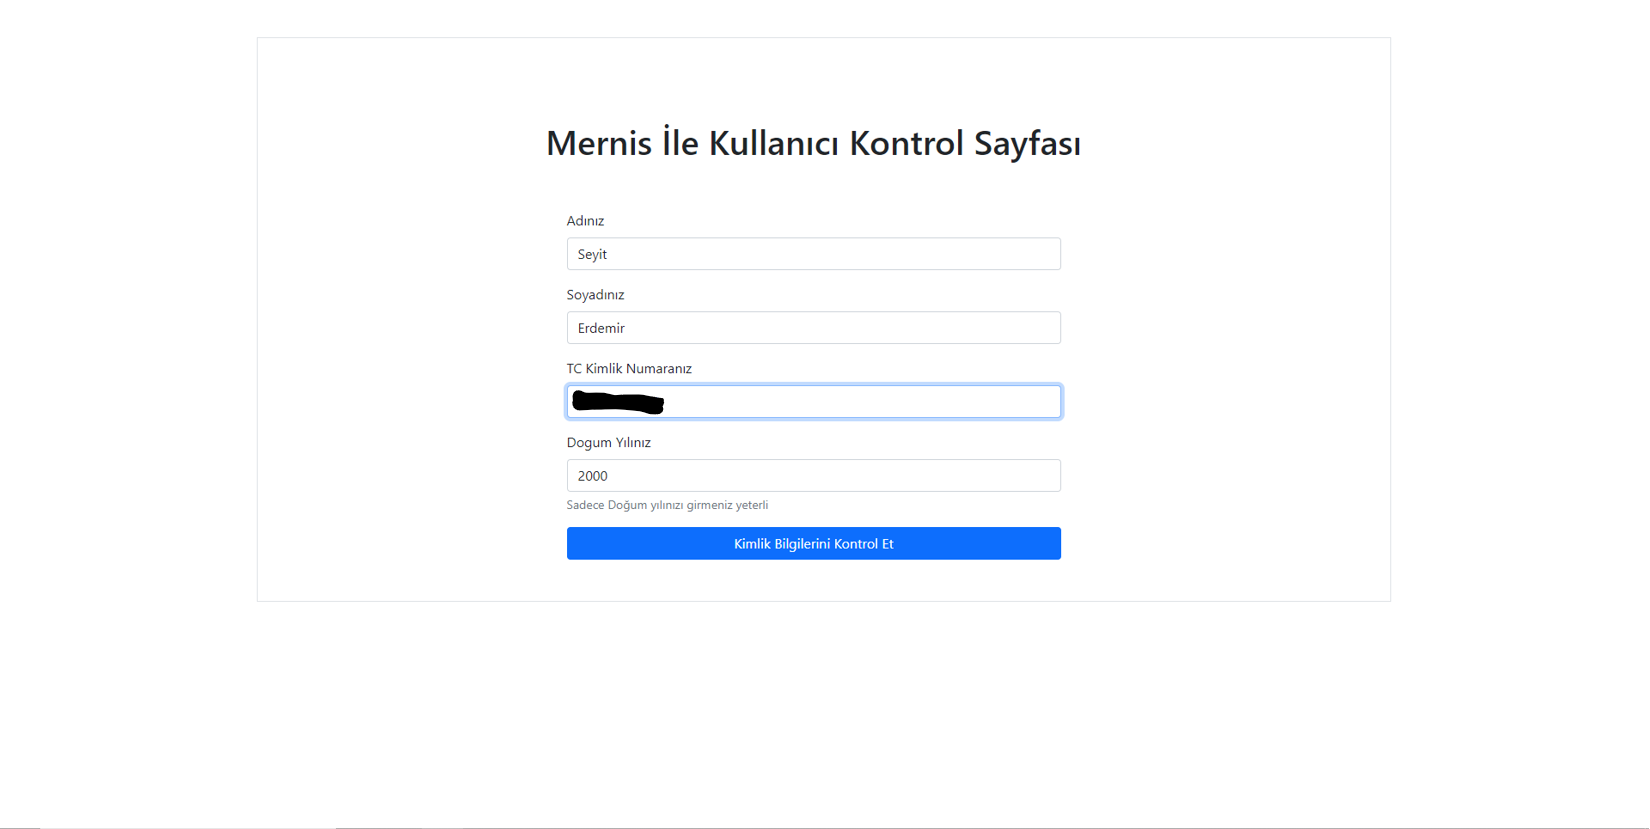 Mernis İle Kullanıcı Kontrol Sayfası
Adınız
Seyit
Soyadınız
Erdemir
TC Kimlik Numaranız
Dogum Yılınız
2000
Sadece Doğum yılınızı girmeniz yeterli
Kimlik Bilgilerini Kontrol Et